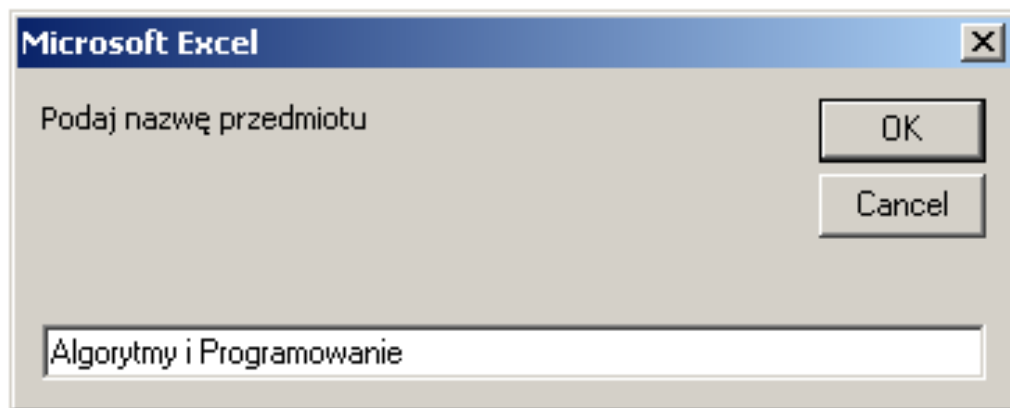 Microsoft Excel
Podaj nazwę przedmiotu
OK
Cancel
Algorytmy i Programowanie